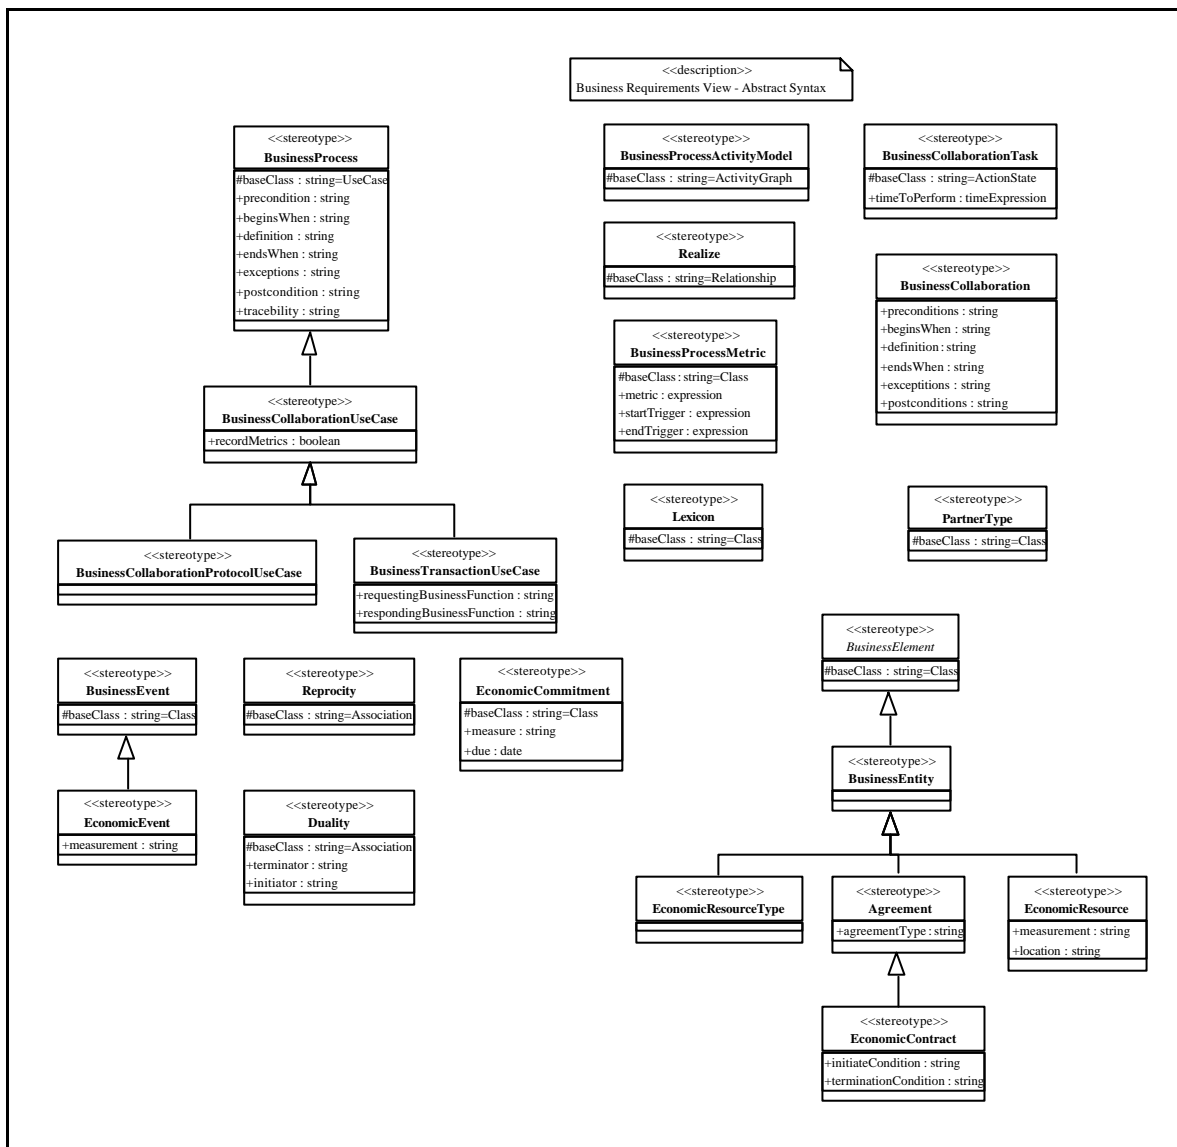 <<description>>
Business Requirements View - Abstract Syntax
<<stereotype>>
BusinessProcess
#baseClass : string=UseCase
+precondition : string
+beginsWhen : string
+definition : string
+endsWhen : string
+exceptions : string
+postcondition : string
+tracebility : string
<<stereotype>>
BusinessProcessActivityModel
#baseClass : string=ActivityGraph
<<stereotype>>
BusinessCollaborationTask
#baseClass : string=ActionState
+timeToPerform : timeExpression
<<stereotype>>
Realize
#baseClass : string=Relationship
<<stereotype>>
BusinessCollaboration
+preconditions : string
+beginsWhen : string
+definition : string
+endsWhen : string
+exceptitions : string
+postconditions : string
<<stereotype>>
BusinessProcessMetric
#baseClass : string=Class
+metric : expression
+startTrigger : expression
+endTrigger : expression
<<stereotype>>
BusinessCollaborationUseCase
+recordMetrics : boolean
<<stereotype>>
Lexicon
#baseClass : string=Class
<<stereotype>>
PartnerType
#baseClass : string=Class
<<stereotype>>
BusinessCollaborationProtocolUseCase
<<stereotype>>
BusinessTransactionUseCase
+requestingBusinessFunction : string
+respondingBusinessFunction : string
<<stereotype>>
BusinessElement
#baseClass : string=Class
<<stereotype>>
BusinessEvent
#baseClass : string=Class
<<stereotype>>
Reprocity
#baseClass : string=Association
<<stereotype>>
EconomicCommitment
#baseClass : string=Class
+measure : string
+due : date
<<stereotype>>
BusinessEntity
<<stereotype>>
EconomicEvent
+measurement : string
<<stereotype>>
Duality
#baseClass : string=Association
+terminator : string
+initiator : string
<<stereotype>>
EconomicResourceType
<<stereotype>>
Agreement
+agreementType : string
<<stereotype>>
EconomicResource
+measurement : string
+location : string
<<stereotype>>
EconomicContract
+initiateCondition : string
+terminationCondition : string